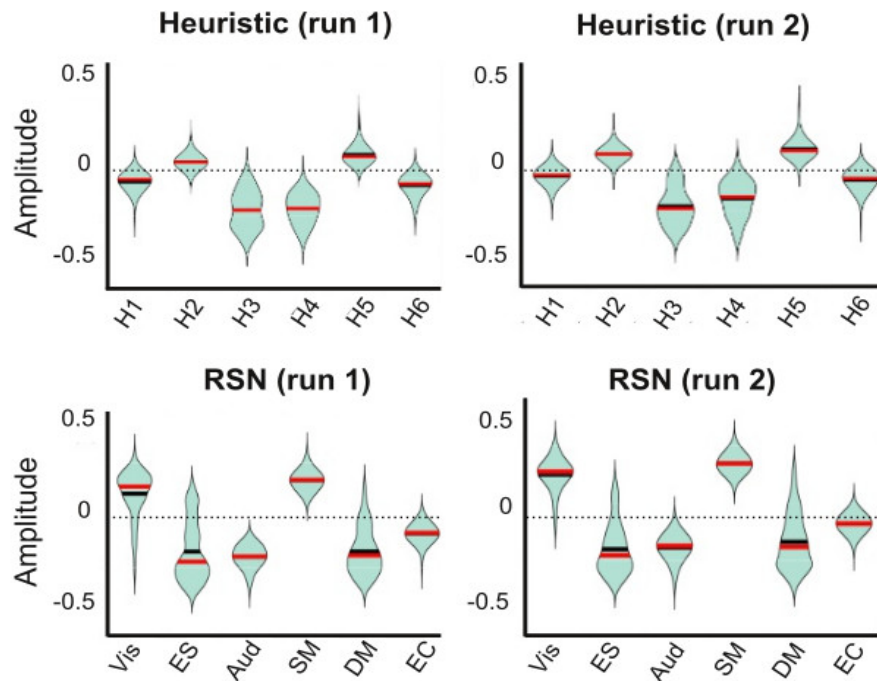 Heuristic (run 1)
Amplitude
0.5
0
-0.5
H1 H2 H3 H4 H5 H6
Heuristic (run 2)
0.5
0
-0.5
H1 H2 H3 H4 H5 H6
RSN (run 1)
Amplitude
0.5
0
-0.5
Vis ES Aud SM DM EC
RSN (run 2)
0.5
0
-0.5
Vis ES Aud SM DM EC